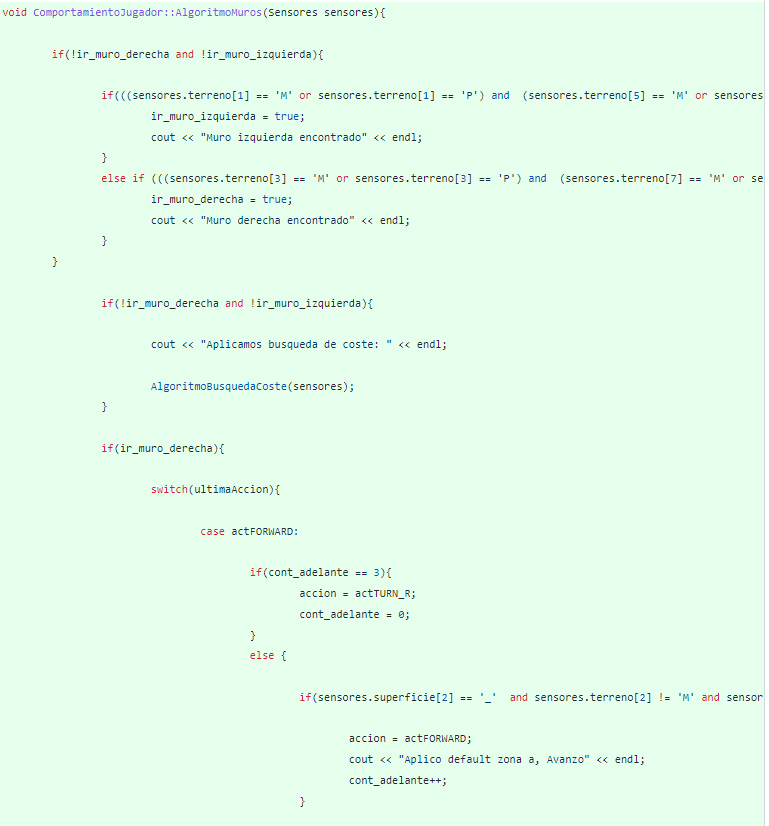 void ComportamientoJugador::AlgoritmoMuros(Sensores sensores){
if(!ir_muro_derecha and !ir_muro_izquierda){
if(((sensores.terreno[1] == 'M' or sensores.terreno[1] == 'P') and  (sensores.terreno[5] == 'M' or sensores
ir_muro_izquierda = true;
cout << "Muro izquierda encontrado" << endl;
}
else if (((sensores.terreno[3] == 'M' or sensores.terreno[3] == 'P') and  (sensores.terreno[7] == 'M' or se
ir_muro_derecha = true;
cout << "Muro derecha encontrado" << endl;
}
}
if(!ir_muro_derecha and !ir_muro_izquierda){
cout << "Aplicamos busqueda de coste: " << endl;
AlgoritmoBusquedaCoste(sensores);
}
if(ir_muro_derecha){
switch(ultimaAccion){
case actFORWARD:
if(cont_adelante == 3){
accion = actTURN_R;
cont_adelante = 0;
}
else {
if(sensores.superficie[2] == '_'  and sensores.terreno[2] != 'M' and sensor
accion = actFORWARD;
cout << "Aplico default zona a, Avanzo" << endl;
cont_adelante++;
}